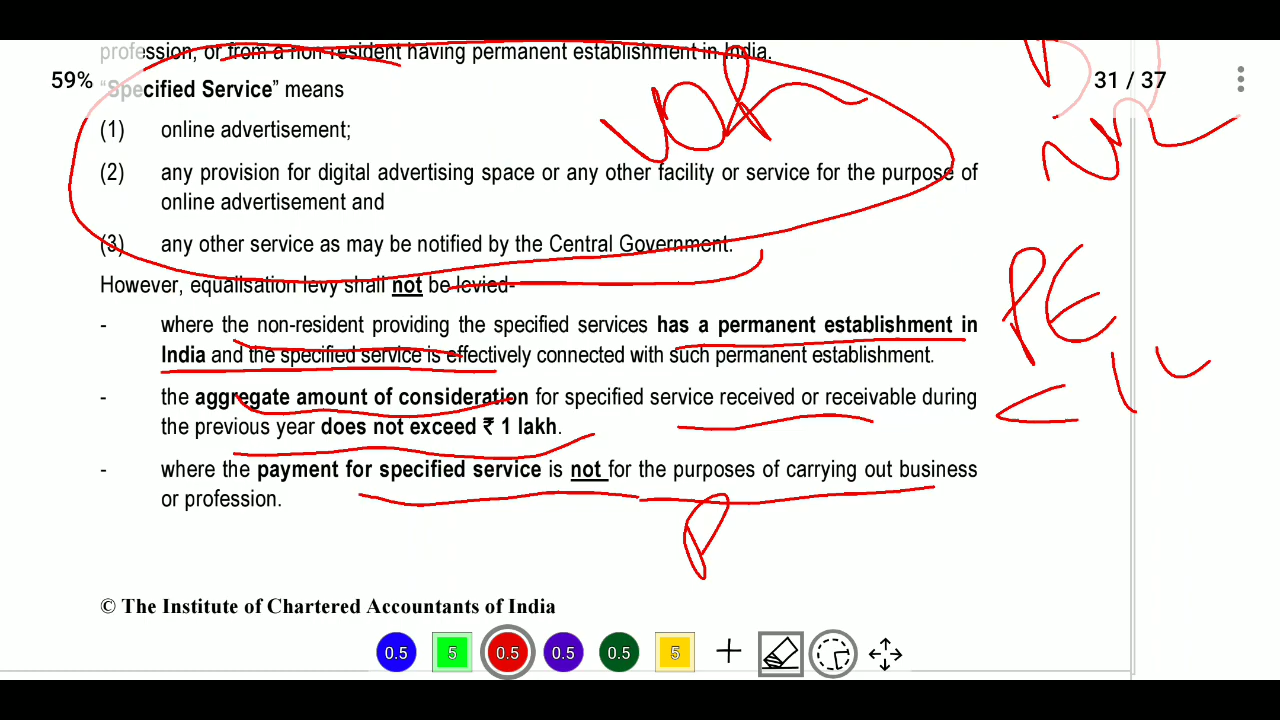 profession, or from a non-resident having permanent establishment in India.
59%
31 / 37
“Specified Service” means
(1) online advertisement;
(2) any provision for digital advertising space or any other facility or service for the purpose of
online advertisement and
(3) any other service as may be notified by the Central Government.
However, equalisation levy shall not be levied-
- where the non-resident providing the specified services has a permanent establishment in
India and the specified service is effectively connected with such permanent establishment.
PE
- the aggregate amount of consideration for specified service received or receivable during
the previous year does not exceed ₹ 1 lakh.
< 1L
- where the payment for specified service is not for the purposes of carrying out business
or profession.
P
© The Institute of Chartered Accountants of India
0.5 5 0.5 0.5 0.5 5